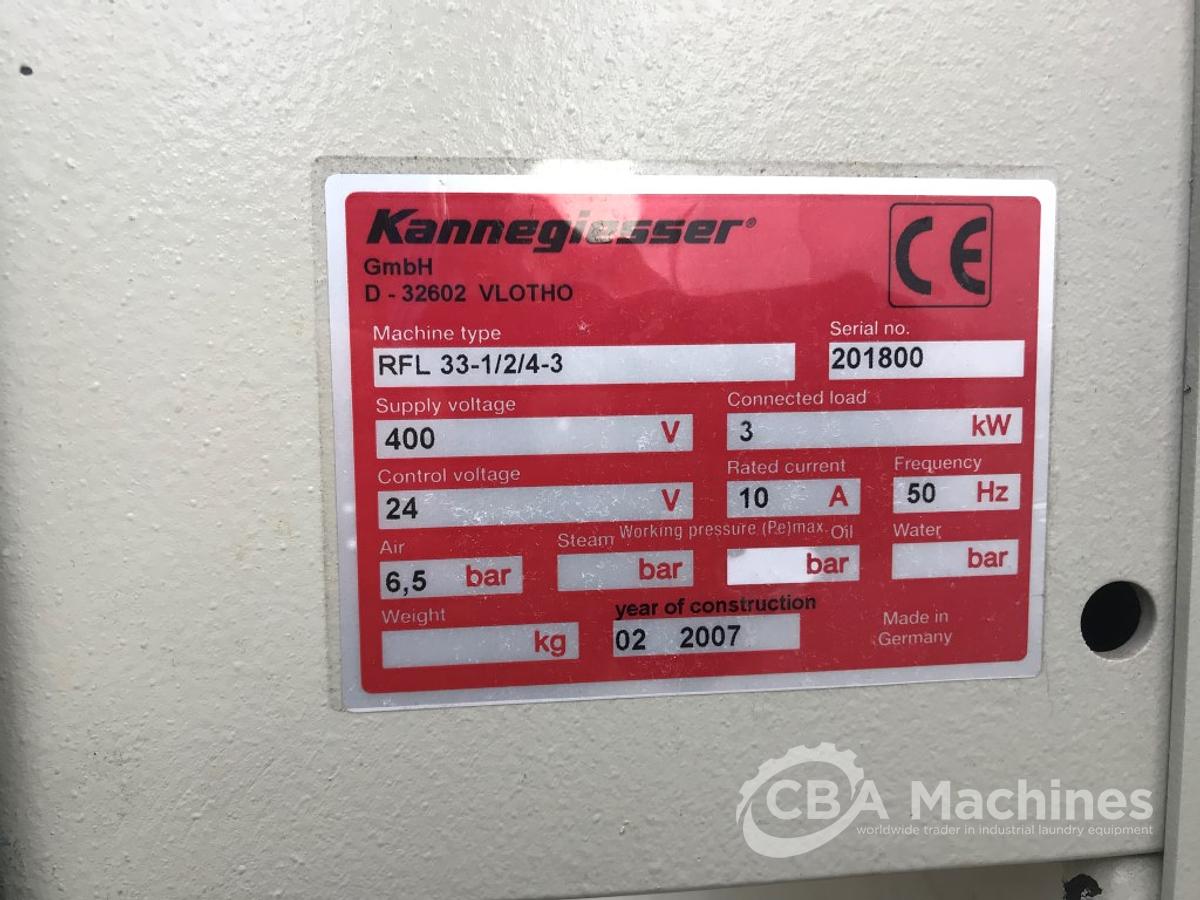 Kannegiesser®
GmbH
D - 32602 VLOTHO
CE
Machine type
RFL 33-1/2/4-3
Serial no.
201800
Supply voltage
400 V
Connected load
3 kW
Control voltage
24 V
Rated current
10 A
Frequency
50 Hz
Working pressure (Pe)max.
Air
6,5 bar
Steam
bar
Oil
bar
Water
bar
Weight
kg
year of construction
02 2007
Made in
Germany
CBA Machines
worldwide trader in industrial laundry equipment